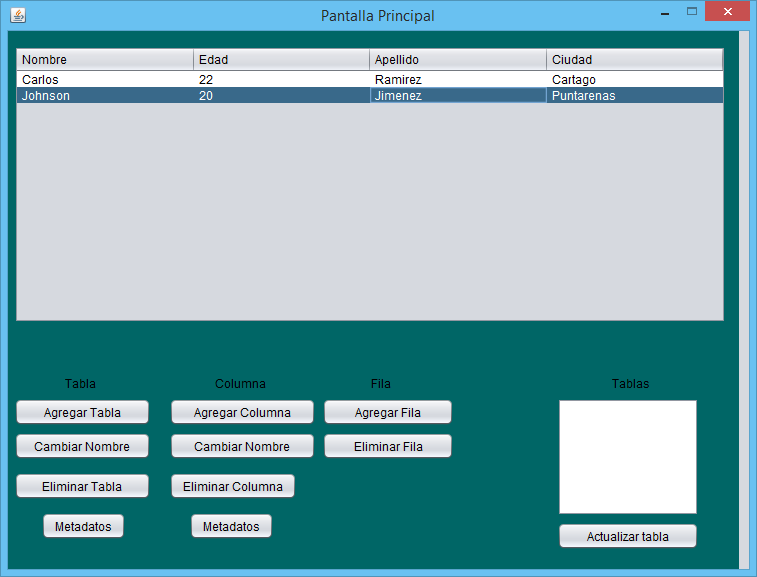 Pantalla Principal
Nombre Edad Apellido Ciudad
Carlos 22 Ramirez Cartago
Johnson 20 Jimenez Puntarenas
Tabla Columna Fila Tablas
Agregar Tabla Agregar Columna Agregar Fila
Cambiar Nombre Cambiar Nombre Eliminar Fila
Eliminar Tabla Eliminar Columna
Metadatos Metadatos
Actualizar tabla